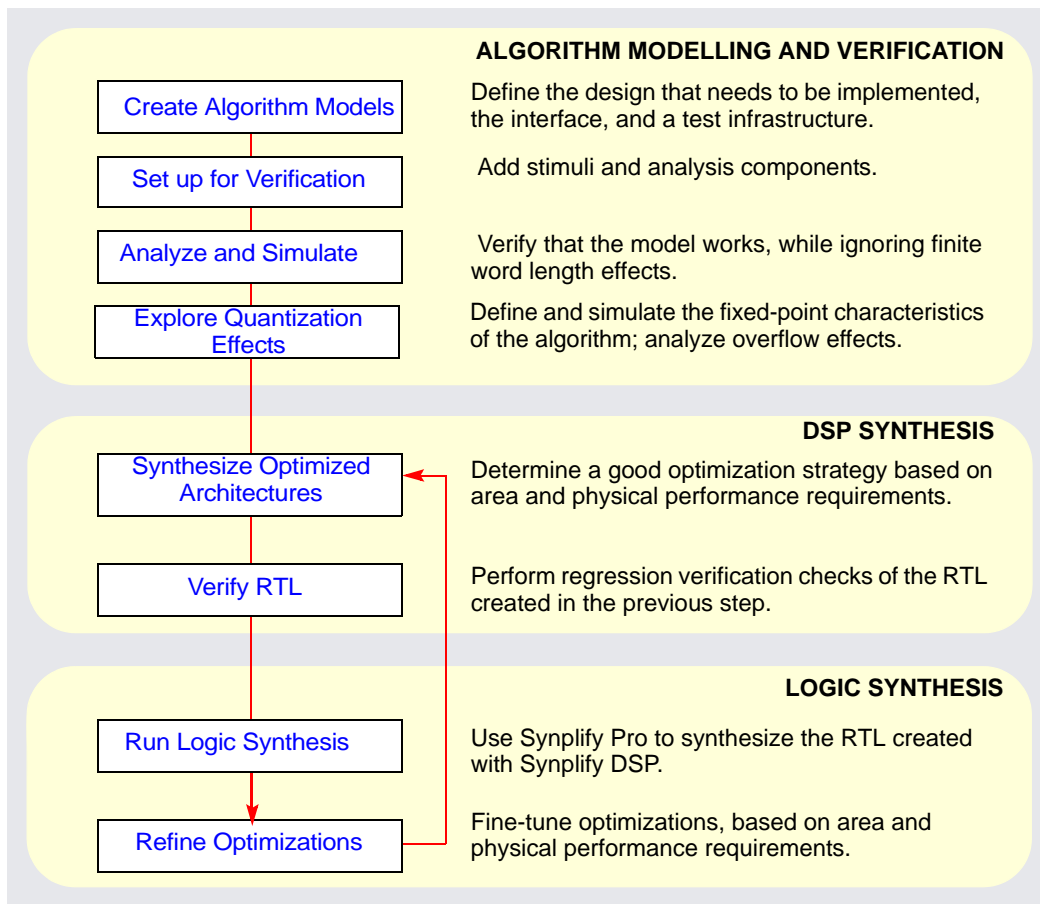 ALGORITHM MODELLING AND VERIFICATION
Create Algorithm Models
Define the design that needs to be implemented,
the interface, and a test infrastructure.
Set up for Verification
Add stimuli and analysis components.
Analyze and Simulate
Verify that the model works, while ignoring finite
word length effects.
Explore Quantization
Effects
Define and simulate the fixed-point characteristics
of the algorithm; analyze overflow effects.
DSP SYNTHESIS
Synthesize Optimized
Architectures
Determine a good optimization strategy based on
area and physical performance requirements.
Verify RTL
Perform regression verification checks of the RTL
created in the previous step.
LOGIC SYNTHESIS
Run Logic Synthesis
Use Synplify Pro to synthesize the RTL created
with Synplify DSP.
Refine Optimizations
Fine-tune optimizations, based on area and
physical performance requirements.